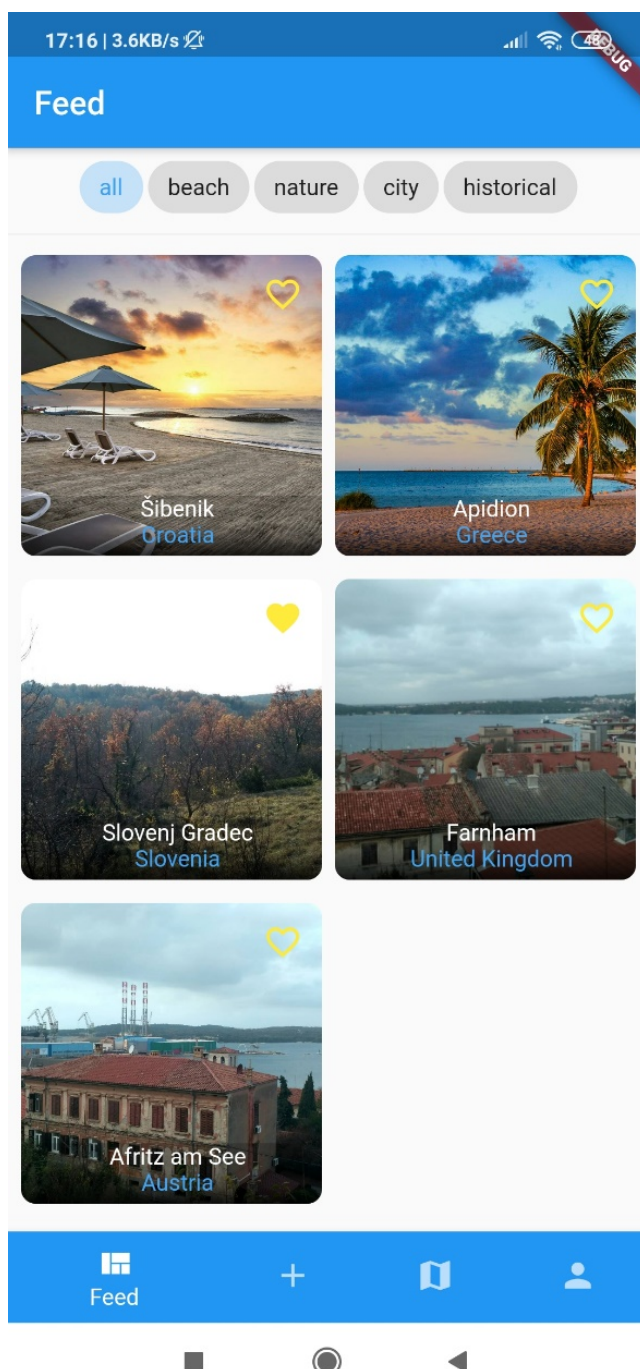 17:16 | 3.6KB/s
48
DEBUG
Feed
all
beach
nature
city
historical
Šibenik
Croatia
Apidion
Greece
Slovenj Gradec
Slovenia
Farnham
United Kingdom
Afritz am See
Austria
Feed